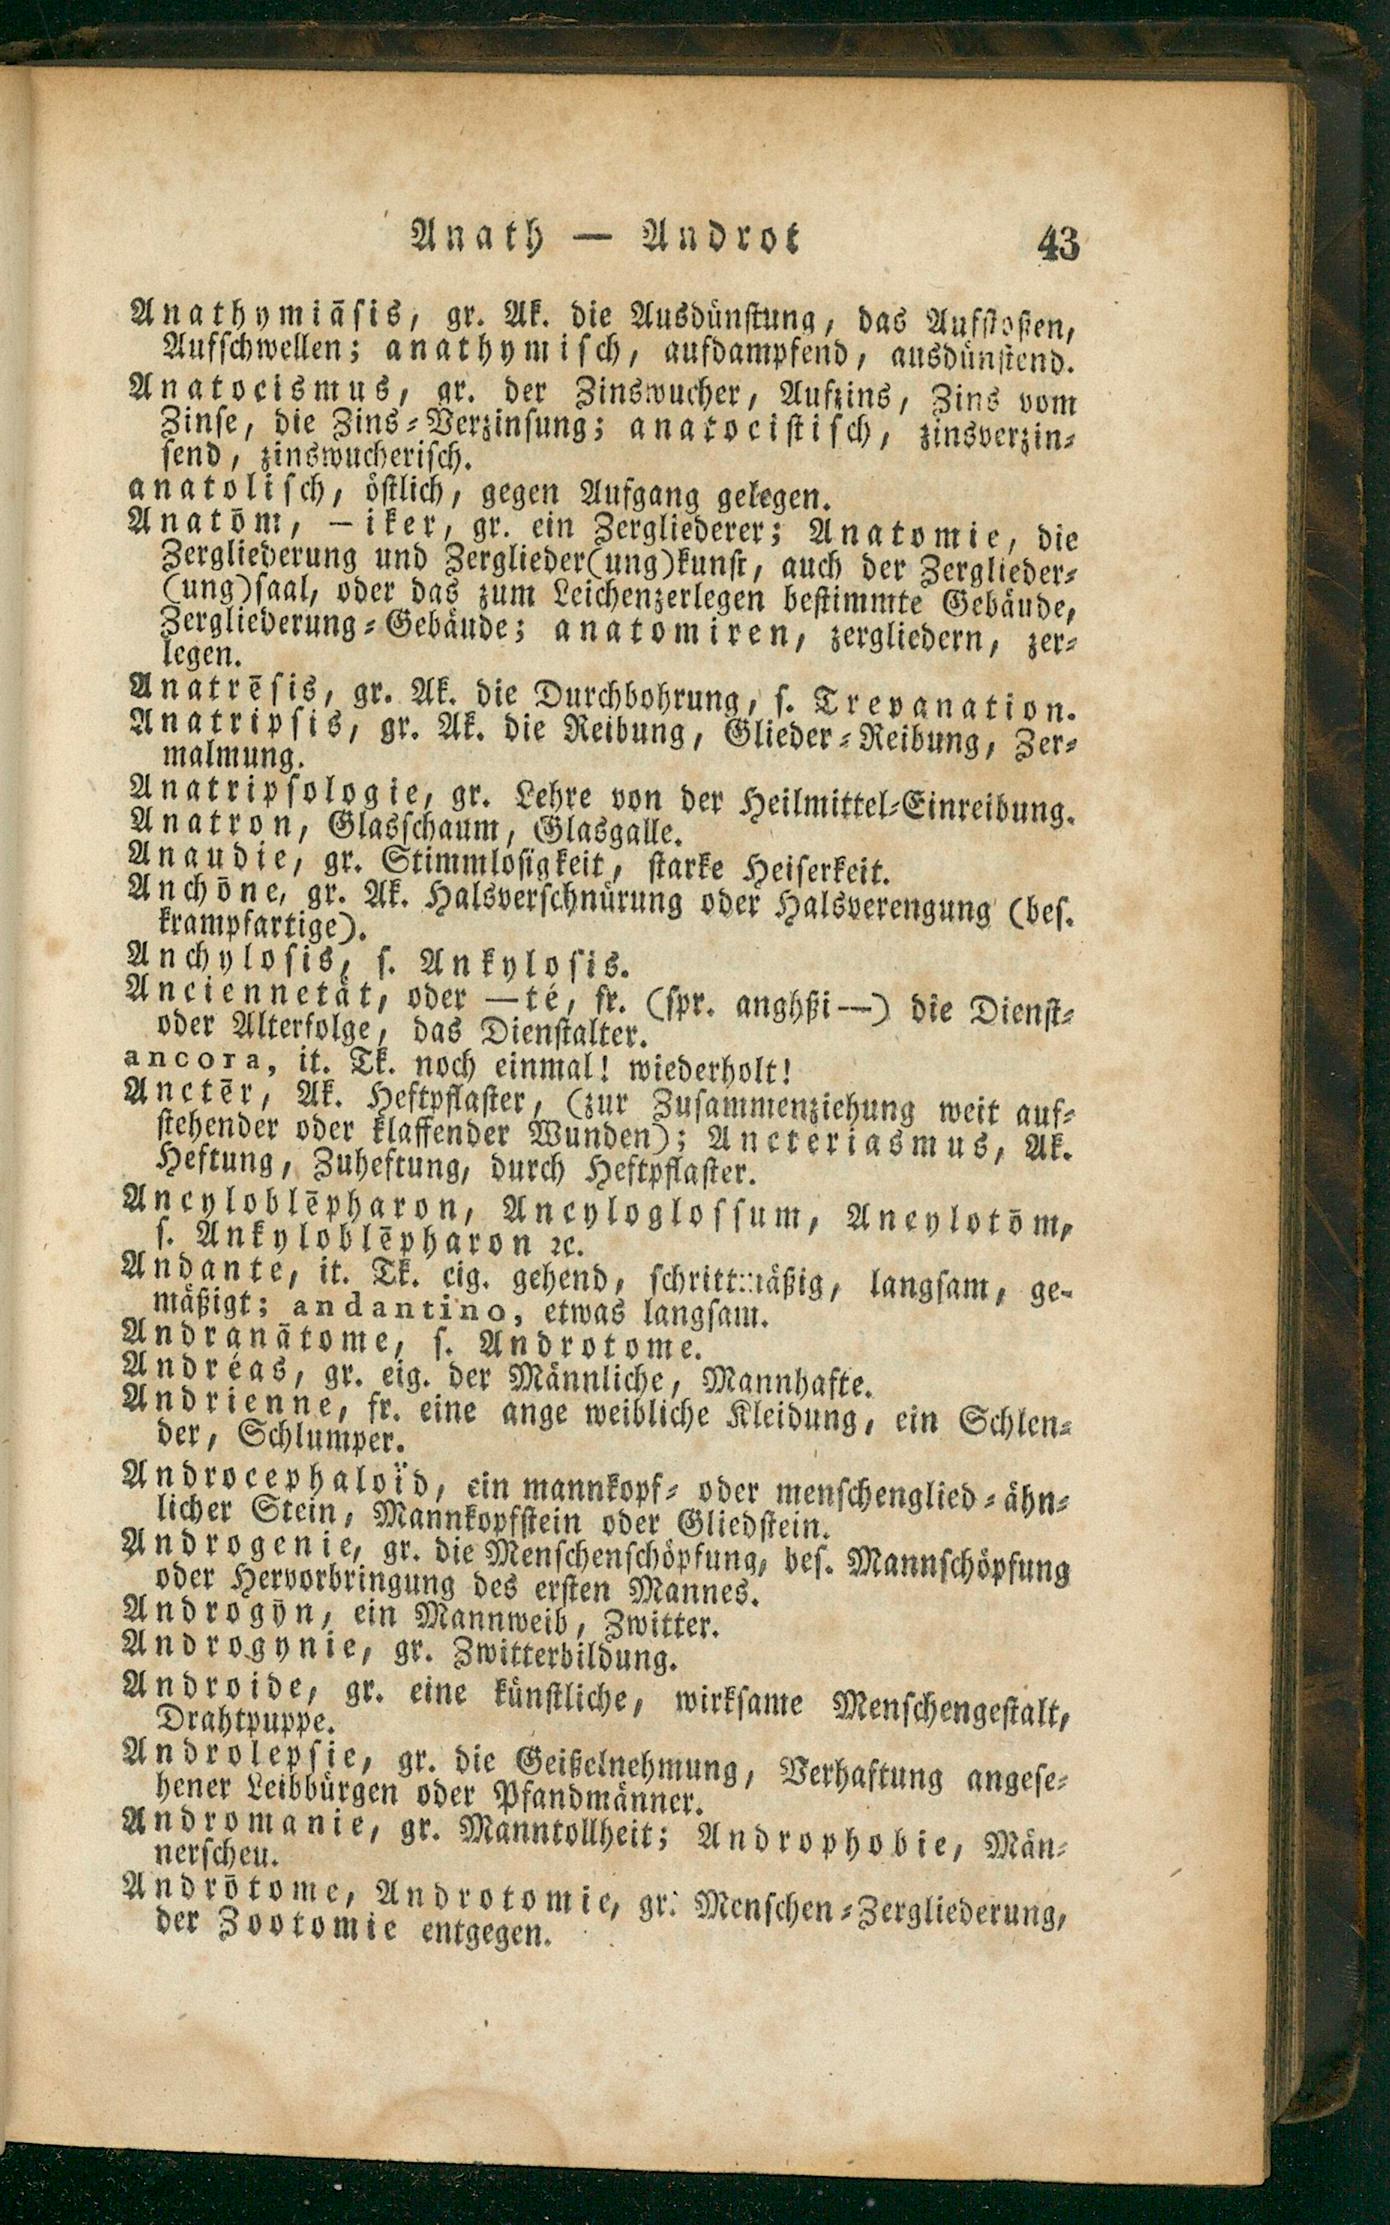 Anath — Androt 43
Anathymiāsis, gr. Ak. die Ausdünstung, das Aufstoßen,
Aufschwellen; anathymisch, aufdampfend, ausdünstend.
Anatocismus, gr. der Zinswucher, Aufzins, Zins vom
Zinse, die Zins-Verzinsung; anatocistisch, zinsverzin-
send, zinswucherisch.
anatolisch, östlich, gegen Aufgang gelegen.
Anatōm, —iker, gr. ein Zergliederer; Anatomie, die
Zergliederung und Zerglieder(ung)kunst, auch der Zerglieder-
(ung)saal, oder das zum Leichenzerlegen bestimmte Gebäude,
Zergliederung-Gebäude; anatomiren, zergliedern, zer-
legen.
Anatrēsis, gr. Ak. die Durchbohrung, s. Trepanation.
Anatripsis, gr. Ak. die Reibung, Glieder-Reibung, Zer-
malmung.
Anatripsologie, gr. Lehre von der Heilmittel-Einreibung.
Anatron, Glasschaum, Glasgalle.
Anaudie, gr. Stimmlosigkeit, starke Heiserkeit.
Anchōne, gr. Ak. Halsverschnürung oder Halsverengung (bes.
krampfartige).
Anchylosis, s. Ankylosis.
Anciennetät, oder —té, fr. (spr. anghßi—) die Dienst-
oder Alterfolge, das Dienstalter.
ancora, it. Tk. noch einmal! wiederholt!
Anctēr, Ak. Heftpflaster, (zur Zusammenziehung weit auf-
stehender oder klaffender Wunden); Ancteriasmus, Ak.
Heftung, Zuheftung, durch Heftpflaster.
Ancyloblēpharon, Ancyloglossum, Ancylotōm,
s. Ankyloblēpharon ꝛc.
Andante, it. Tk. eig. gehend, schrittmäßig, langsam, ge-
mäßigt; andantino, etwas langsam.
Andranātome, s. Androtome.
Andréas, gr. eig. der Männliche, Mannhafte.
Andrienne, fr. eine ange weibliche Kleidung, ein Schlen-
der, Schlumper.
Androcephaloïd, ein mannkopf- oder menschenglied-ähn-
licher Stein, Mannkopfstein oder Gliedstein.
Androgenie, gr. die Menschenschöpfung, bes. Mannschöpfung
oder Hervorbringung des ersten Mannes.
Androgȳn, ein Mannweib, Zwitter.
Androgynie, gr. Zwitterbildung.
Androide, gr. eine künstliche, wirksame Menschengestalt,
Drahtpuppe.
Androlepsie, gr. die Geißelnehmung, Verhaftung angese-
hener Leibbürgen oder Pfandmänner.
Andromanie, gr. Manntollheit; Androphobie, Män-
nerscheu.
Andrōtome, Androtomie, gr. Menschen-Zergliederung,
der Zootomie entgegen.